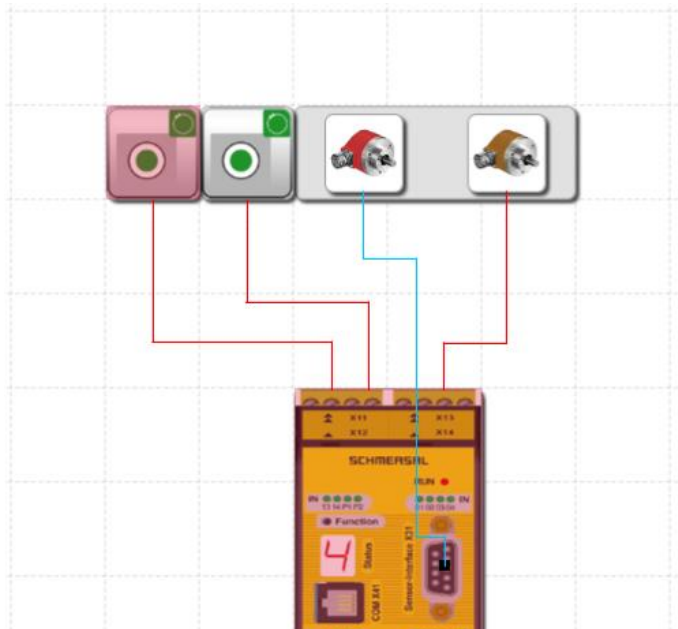 X11 X13
X12 X14
SCHMERSAL
RUN
IN IN
Function
4 Status
Sensor-Interface X31
COM X41